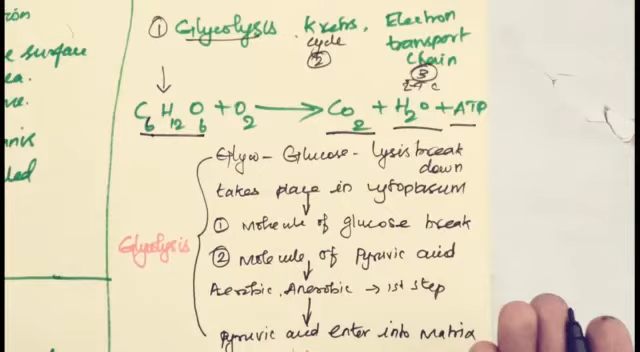 e surface
① Glycolysis
Krebs,
cycle
②
Electron
transport
chain
③
C6H12O6 + O2 → CO2 + H2O + ATP
Glyco - Glucose - lysis break
down
takes place in cytoplasum
① Molecule of glucose break
Glycolysis
② Molecule of Pyruvic acid
Aerobic, Anerobic → 1st step
Pyruvic acid enter into Matrix